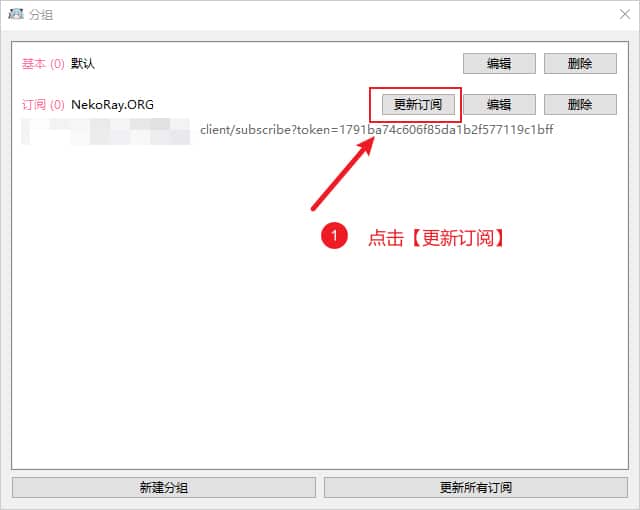 分组
基本 (0) 默认 编辑 删除
订阅 (0) NekoRay.ORG 更新订阅 编辑 删除
client/subscribe?token=1791ba74c606f85da1b2f577119c1bff
1 点击【更新订阅】
新建分组 更新所有订阅